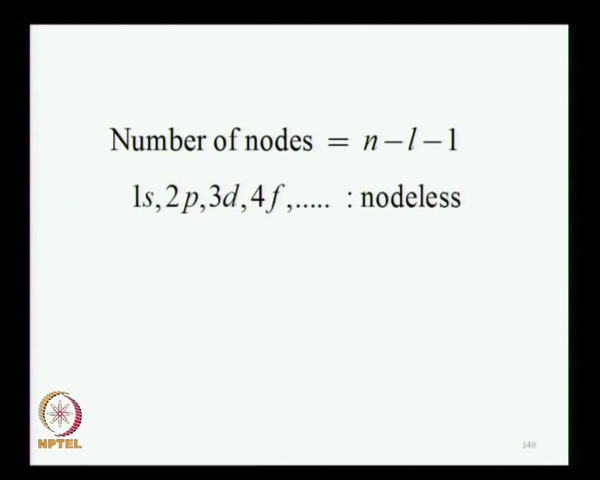 Number of nodes = n − l − 1
1s, 2p, 3d, 4f, ..... : nodeless
NPTEL
140